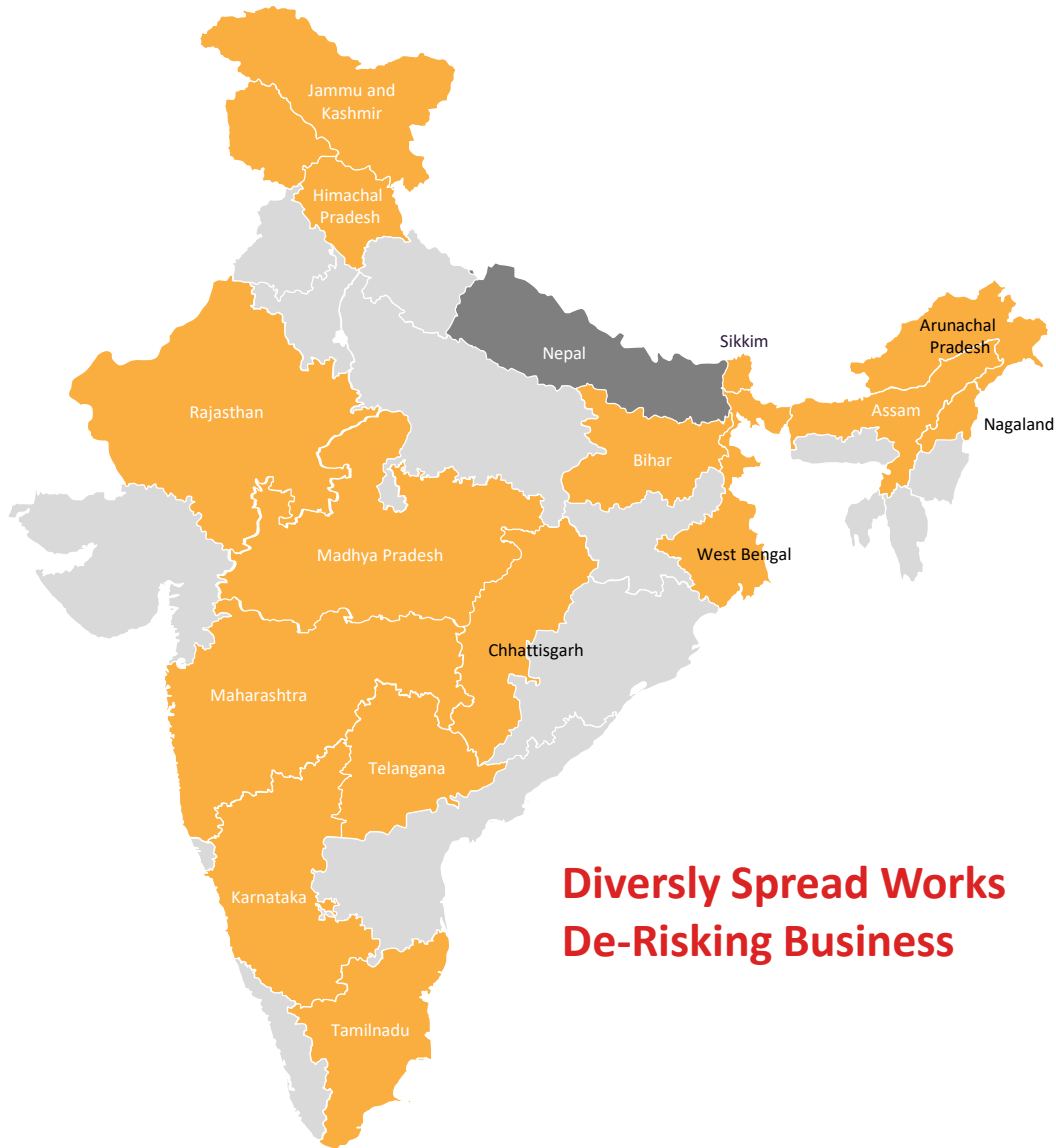 Jammu and
Kashmir
Himachal
Pradesh
Sikkim
Nepal
Arunachal
Pradesh
Rajasthan
Assam
Nagaland
Bihar
Madhya Pradesh
West Bengal
Chhattisgarh
Maharashtra
Telangana
Karnataka
Diversly Spread Works
De-Risking Business
Tamilnadu